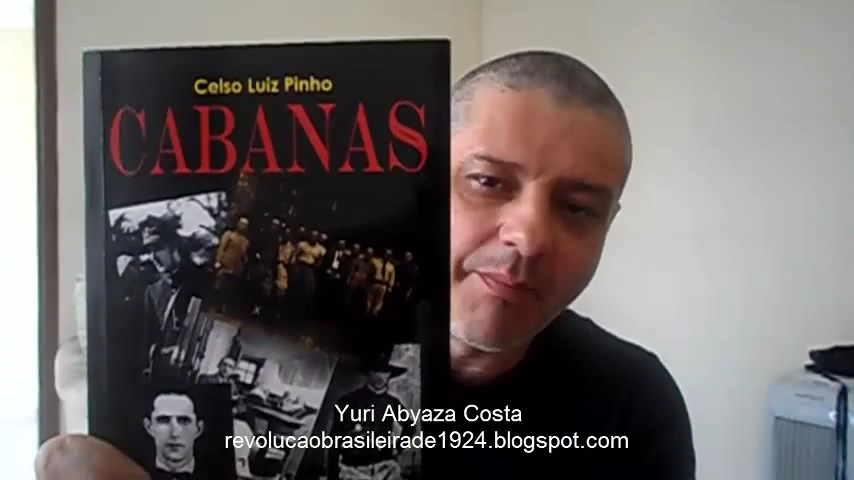 Celso Luiz Pinho
CABANAS
Yuri Abyaza Costa
revolucaobrasileirade1924.blogspot.com